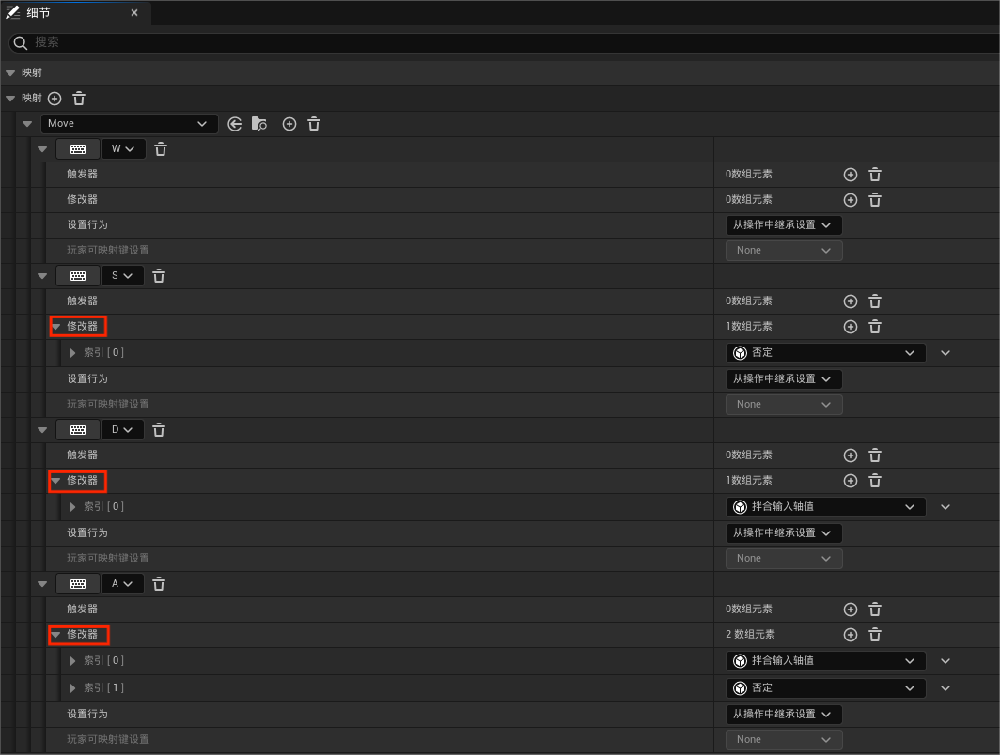 细节
搜索
映射
映射
Move
W
触发器 0数组元素
修改器 0数组元素
设置行为 从操作中继承设置
玩家可映射键设置 None
S
触发器 0数组元素
修改器 1数组元素
索引 [ 0 ] 否定
设置行为 从操作中继承设置
玩家可映射键设置 None
D
触发器 0数组元素
修改器 1数组元素
索引 [ 0 ] 拌合输入轴值
设置行为 从操作中继承设置
玩家可映射键设置 None
A
触发器 0数组元素
修改器 2 数组元素
索引 [ 0 ] 拌合输入轴值
索引 [ 1 ] 否定
设置行为 从操作中继承设置
玩家可映射键设置 None